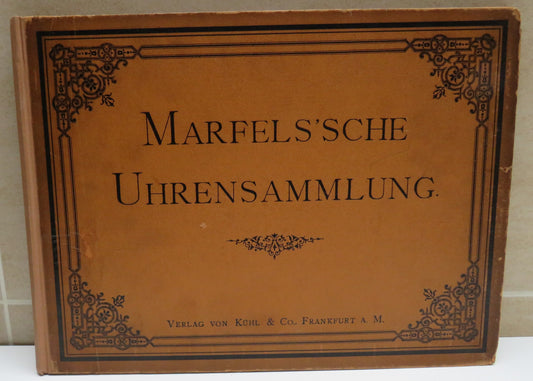 MARFELS'SCHE
UHRENSAMMLUNG.
VERLAG VON KÜHL & CO., FRANKFURT A. M.